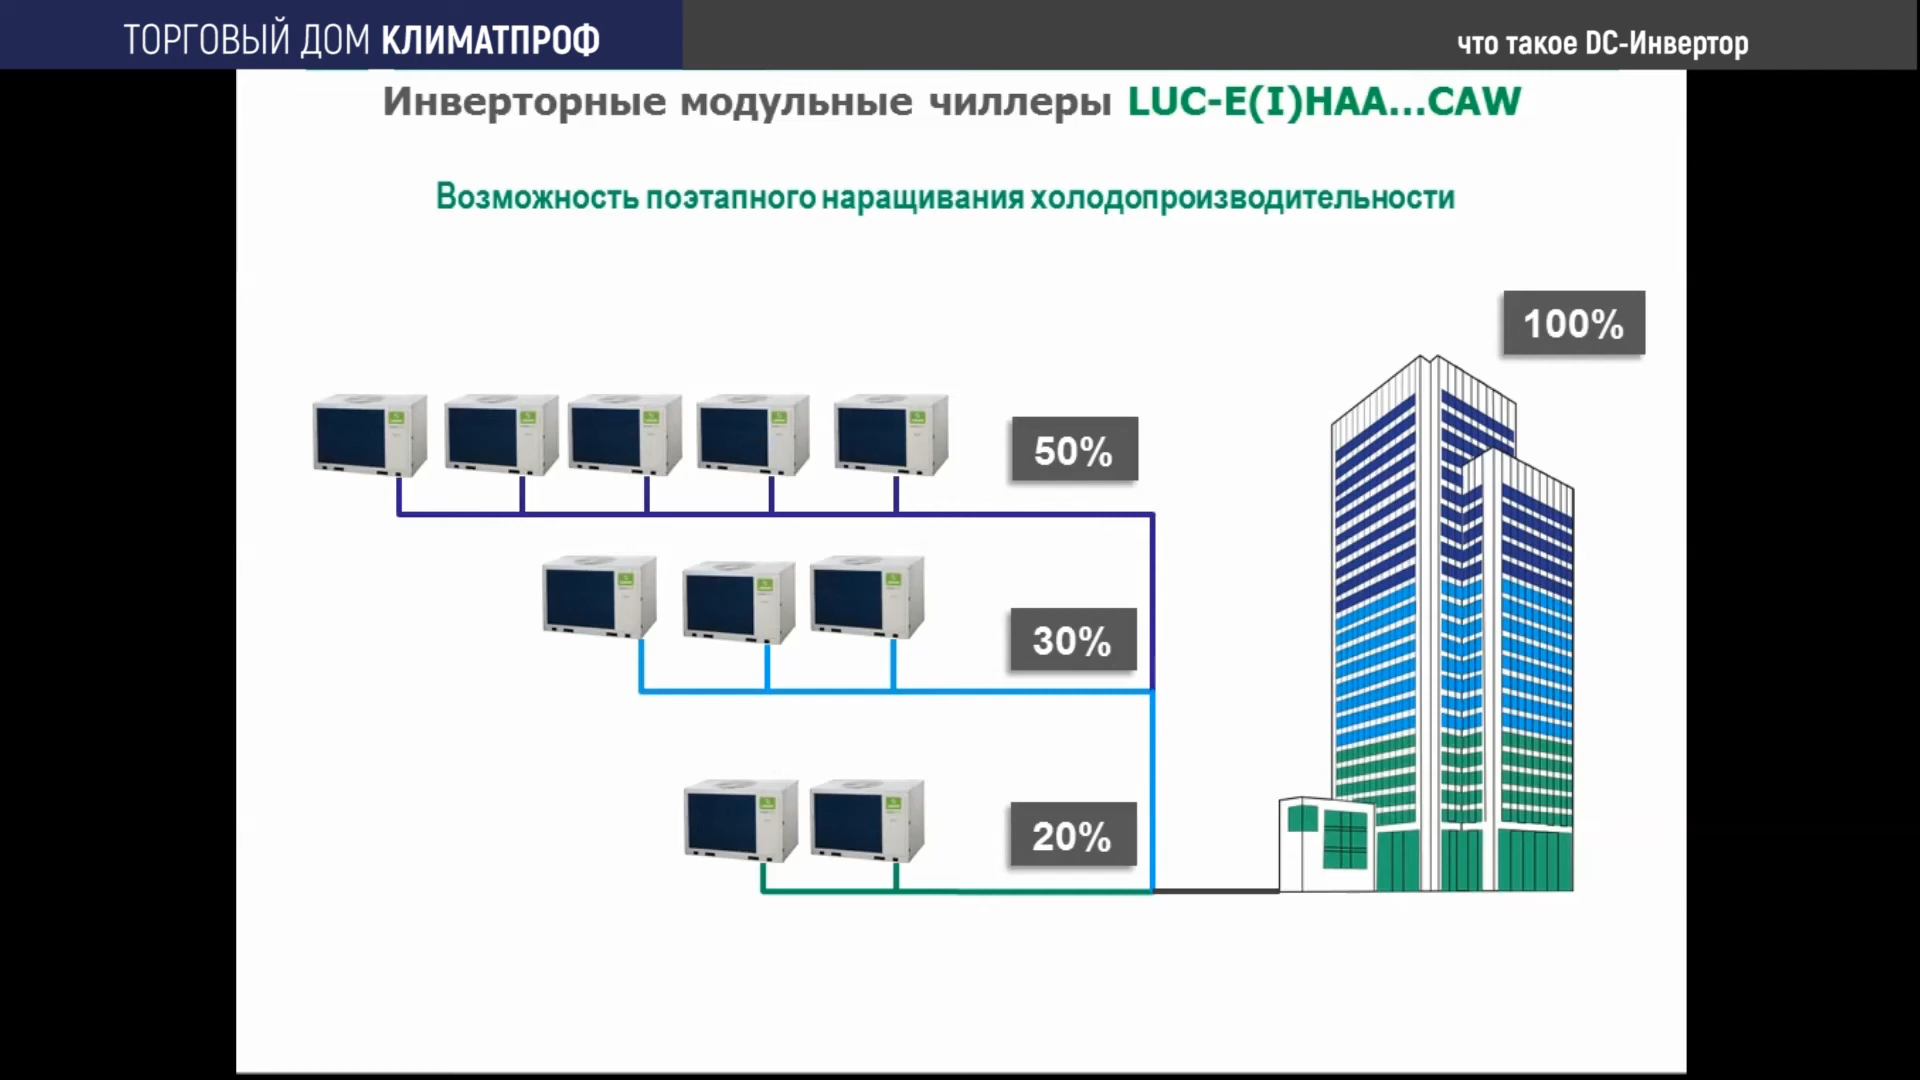 ТОРГОВЫЙ ДОМ КЛИМАТПРОФ
что такое DC-Инвертор
Инверторные модульные чиллеры LUC-E(I)HAA...CAW
Возможность поэтапного наращивания холодопроизводительности
100%
50%
30%
20%